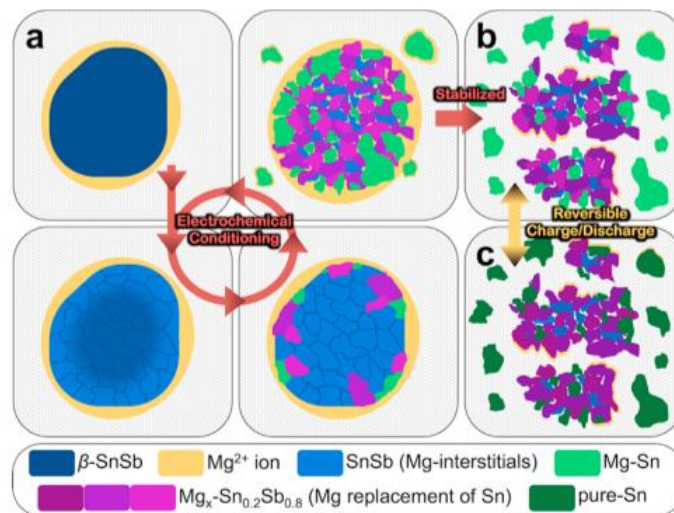 a
b
Stabilized
Electrochemical
Conditioning
Reversible
Charge/Discharge
c
β-SnSb
Mg²⁺ ion
SnSb (Mg-interstitials)
Mg-Sn
Mgₓ-Sn₀.₂Sb₀.₈ (Mg replacement of Sn)
pure-Sn